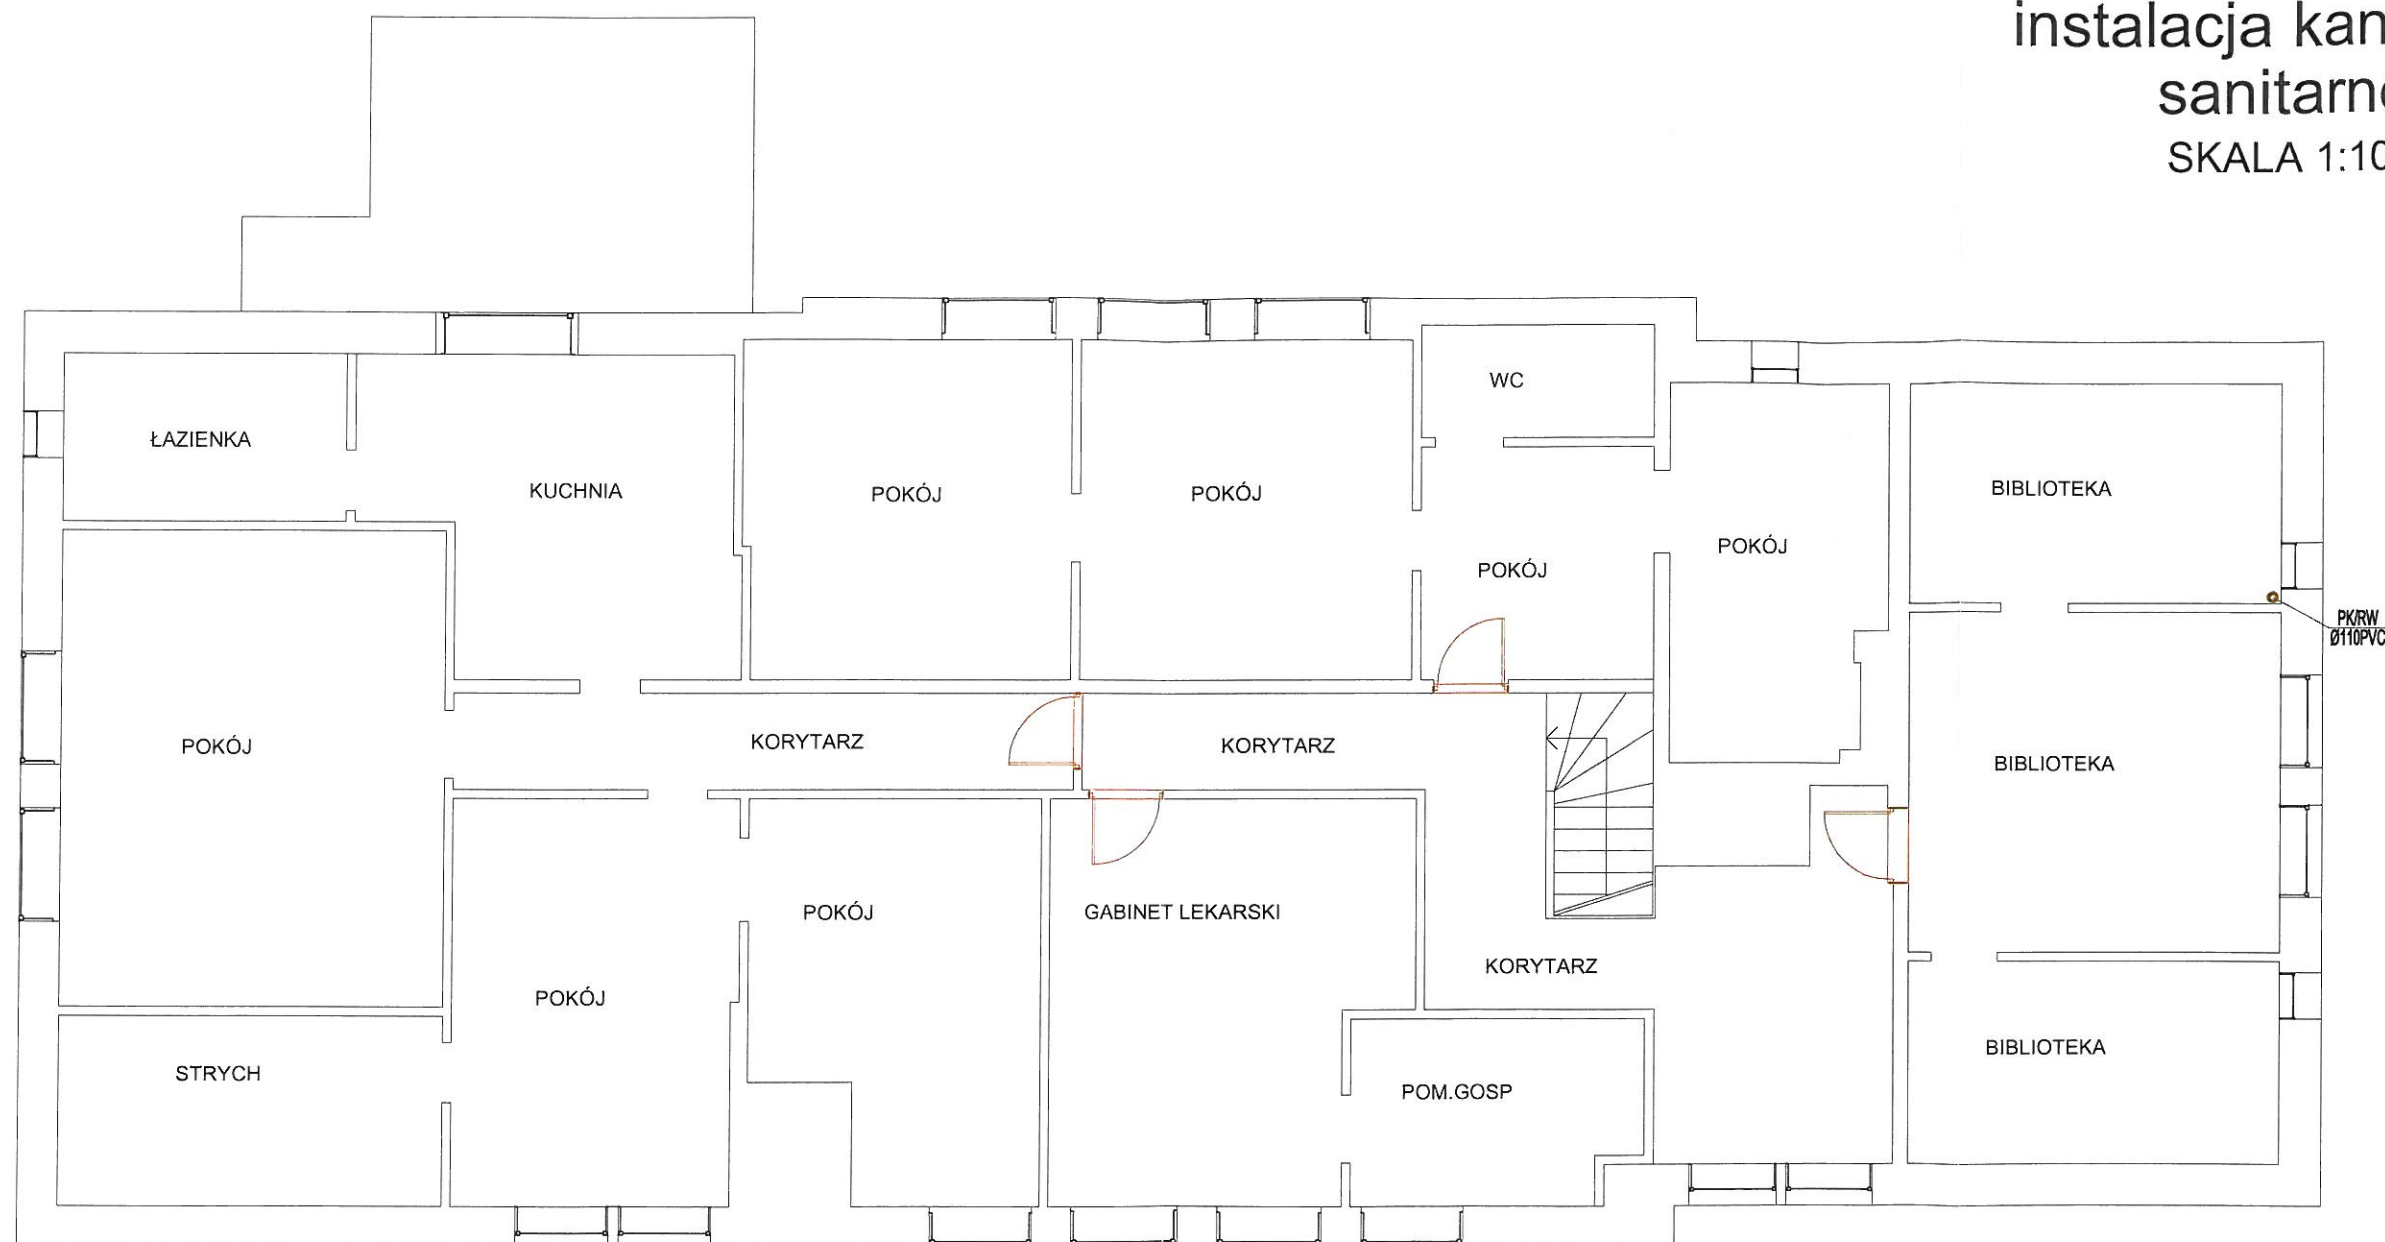 instalacja kan
sanitarn
SKALA 1:10
WC
ŁAZIENKA
KUCHNIA
POKÓJ
POKÓJ
BIBLIOTEKA
POKÓJ
POKÓJ
PK/RW
Ø110PVC
POKÓJ
KORYTARZ
KORYTARZ
BIBLIOTEKA
POKÓJ
GABINET LEKARSKI
KORYTARZ
POKÓJ
BIBLIOTEKA
STRYCH
POM.GOSP